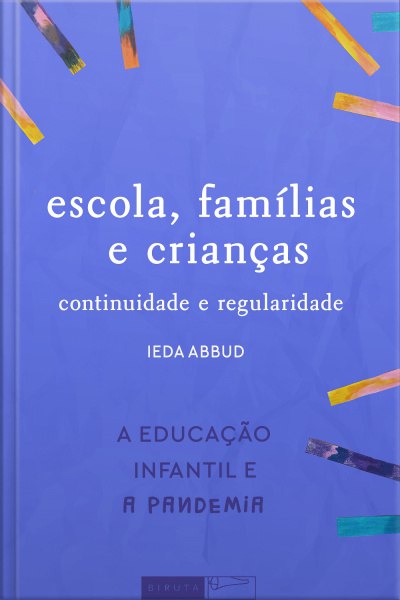 escola, famílias
e crianças
continuidade e regularidade
IEDA ABBUD
A EDUCAÇÃO
INFANTIL E
A PANDEMIA
BIRUTA